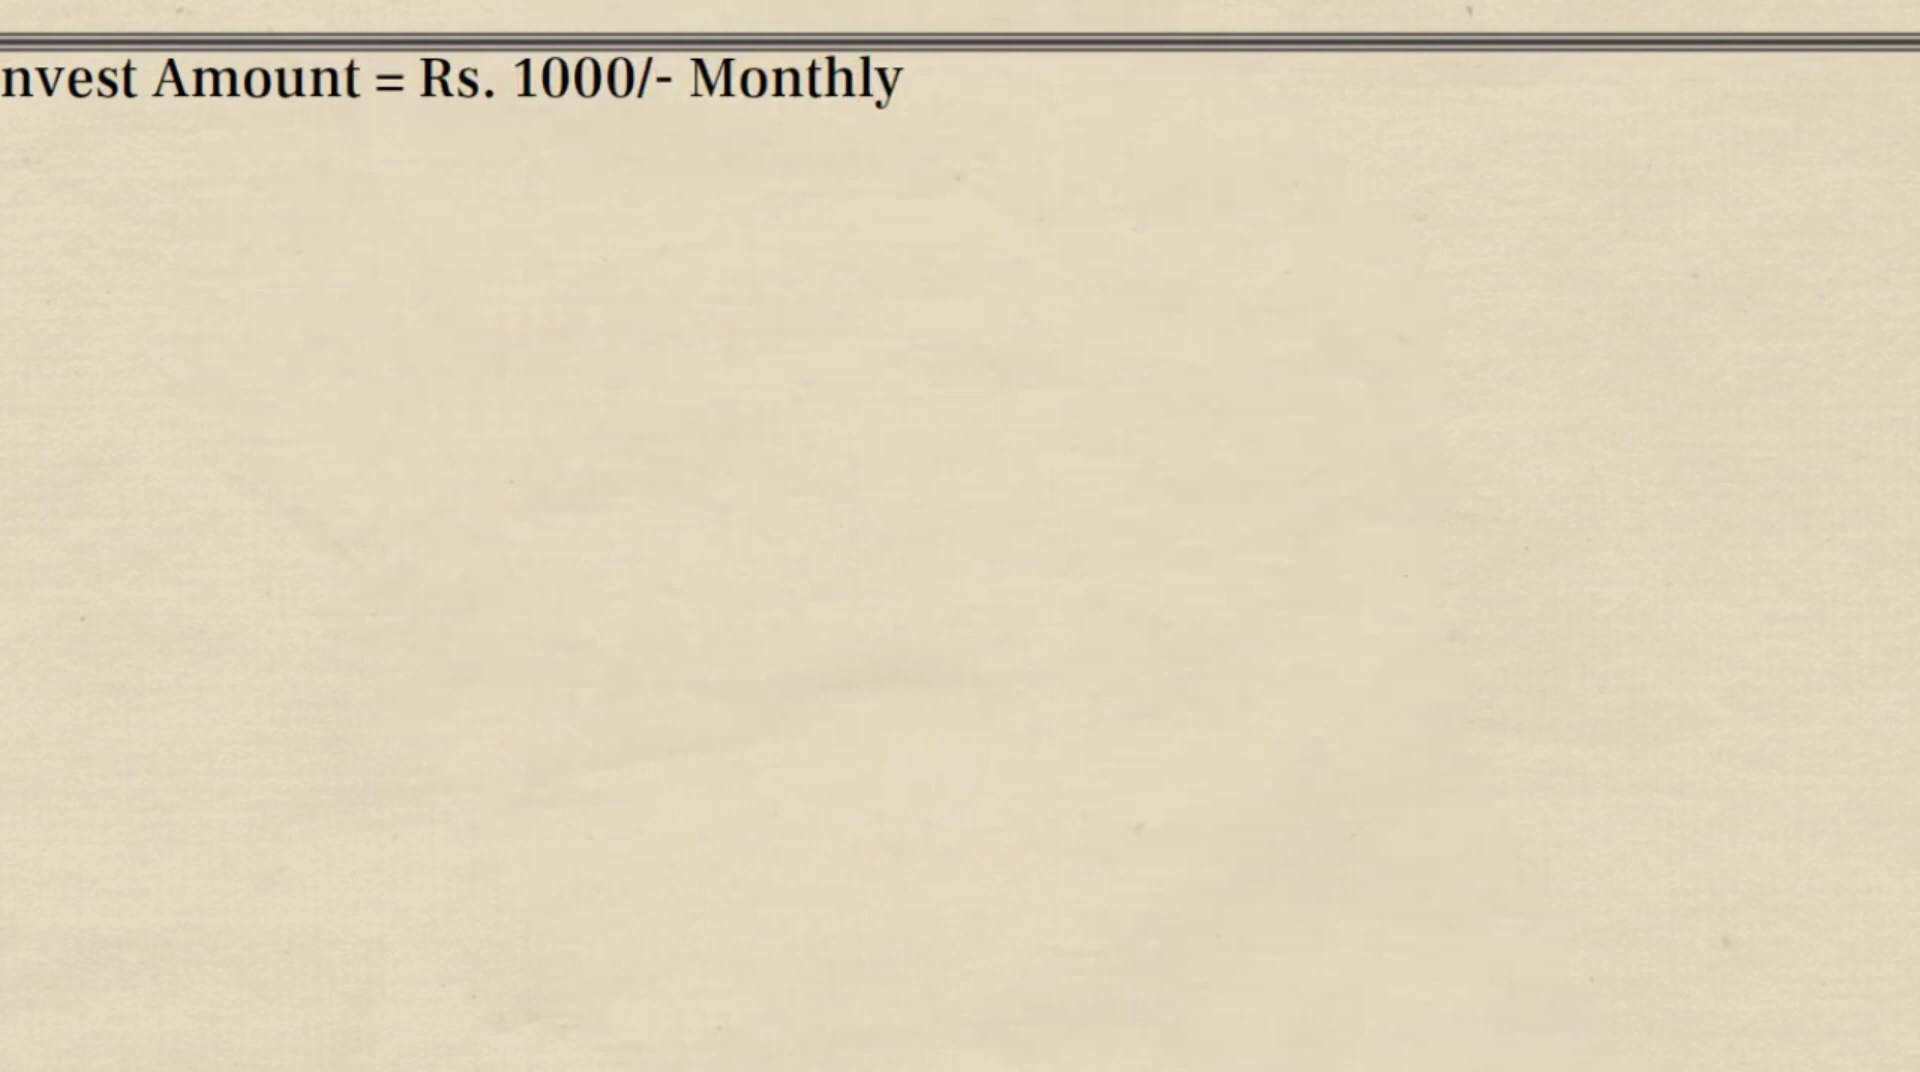 nvest Amount = Rs. 1000/- Monthly